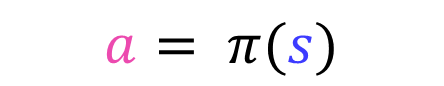 a = π(s)